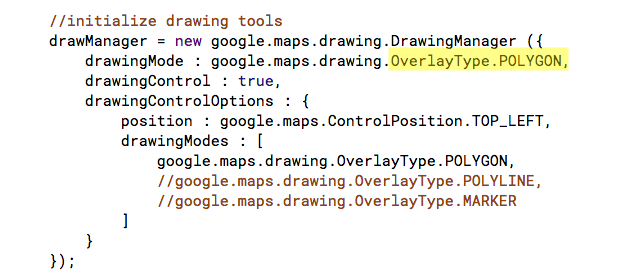 //initialize drawing tools
drawManager = new google.maps.drawing.DrawingManager ({
drawingMode : google.maps.drawing.OverlayType.POLYGON,
drawingControl : true,
drawingControlOptions : {
position : google.maps.ControlPosition.TOP_LEFT,
drawingModes : [
google.maps.drawing.OverlayType.POLYGON,
//google.maps.drawing.OverlayType.POLYLINE,
//google.maps.drawing.OverlayType.MARKER
]
}
});